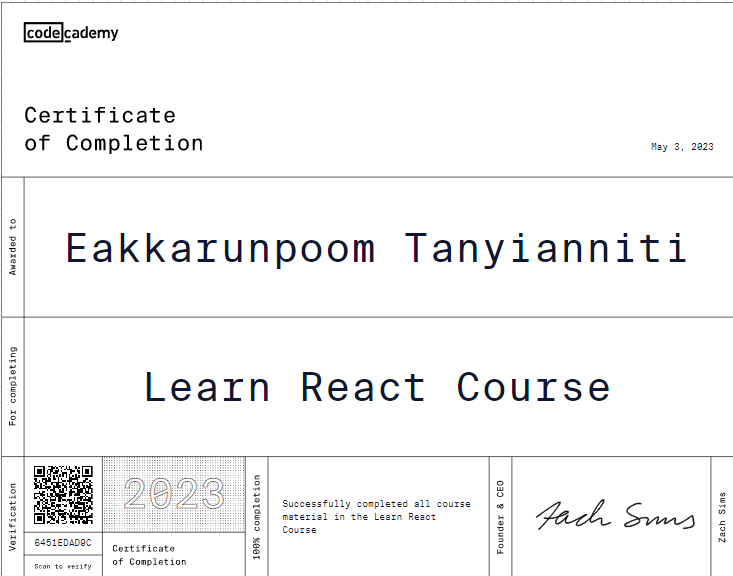 codecademy
Certificate
of Completion
May 3, 2023
Awarded to
Eakkarunpoom Tanyianniti
For completing
Learn React Course
Verification
6451EDAD9C
Scan to verify
2023
Certificate
of Completion
100% completion
Successfully completed all course
material in the Learn React
Course
Founder & CEO
Zach Sims
Zach Sims